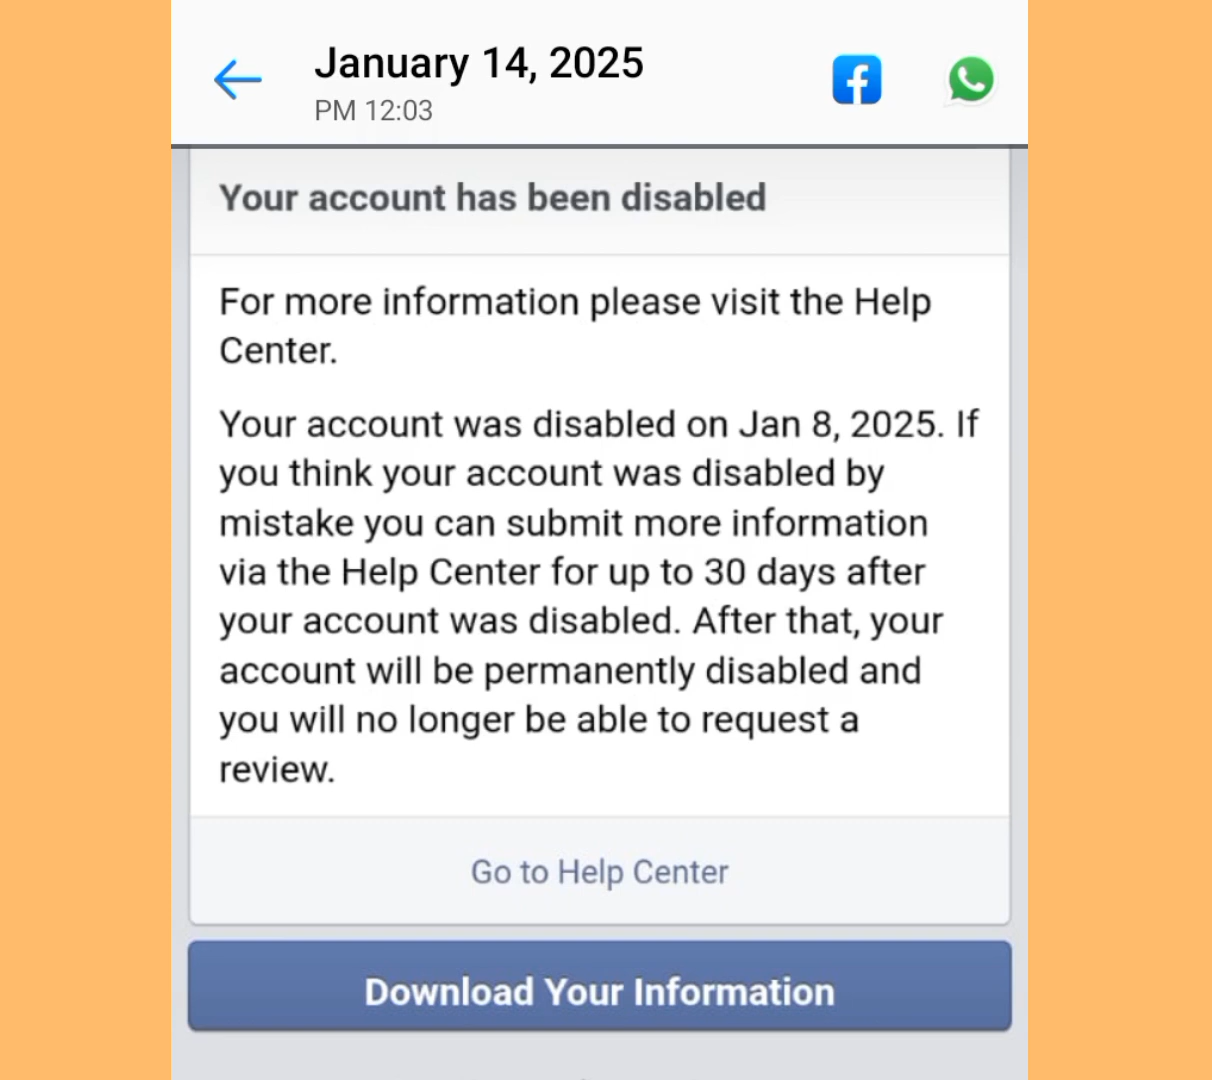 January 14, 2025
PM 12:03
Your account has been disabled
For more information please visit the Help
Center.
Your account was disabled on Jan 8, 2025. If
you think your account was disabled by
mistake you can submit more information
via the Help Center for up to 30 days after
your account was disabled. After that, your
account will be permanently disabled and
you will no longer be able to request a
review.
Go to Help Center
Download Your Information